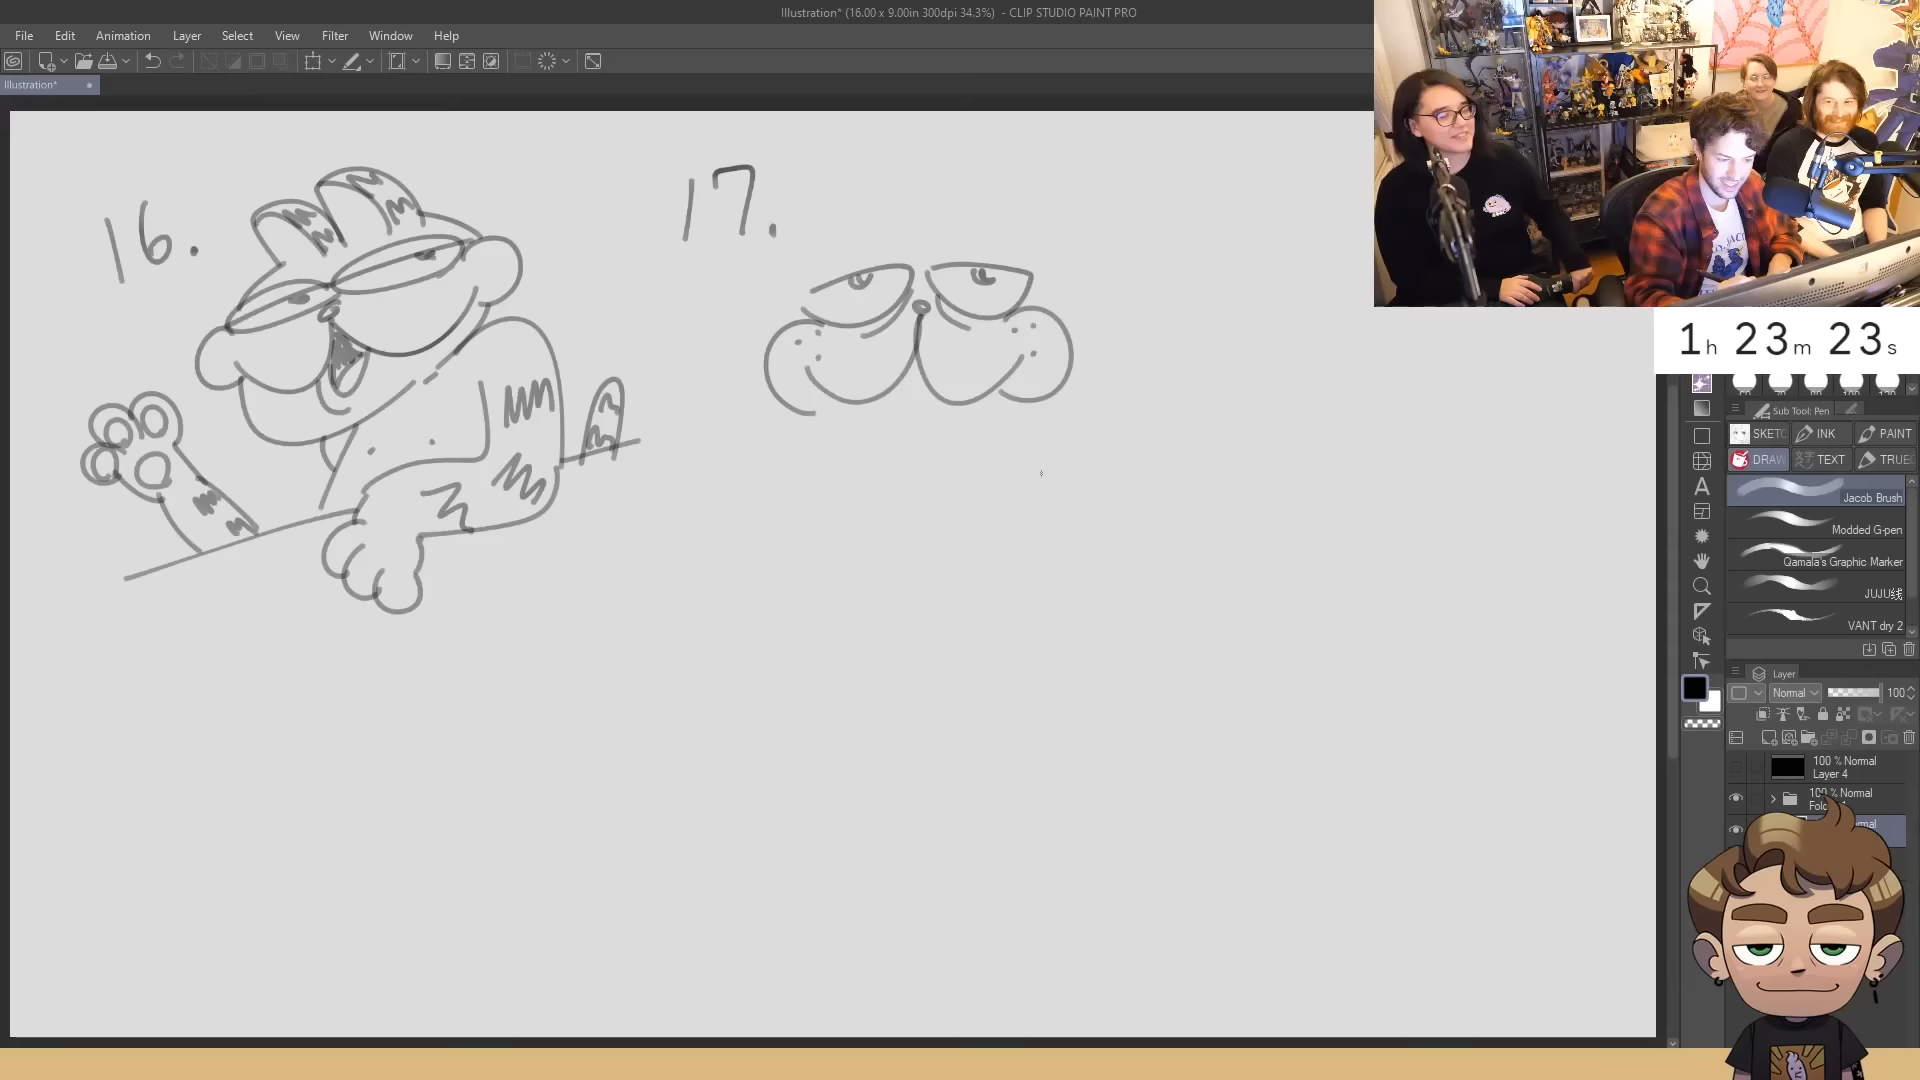 Illustration* (16.00 x 9.00in 300dpi 34.3%) - CLIP STUDIO PAINT PRO
File Edit Animation Layer Select View Filter Window Help
Illustration*
16.
17.
1h 23m 23s
Sub Tool: Pen
INK PAINT
DRAW TEXT
Jacob Brush
Modded G-pen
Qamala's Graphic Marker
JUJU线
VANT dry 2
Layer
Normal 100
100 % Normal
Layer 4
100 % Normal